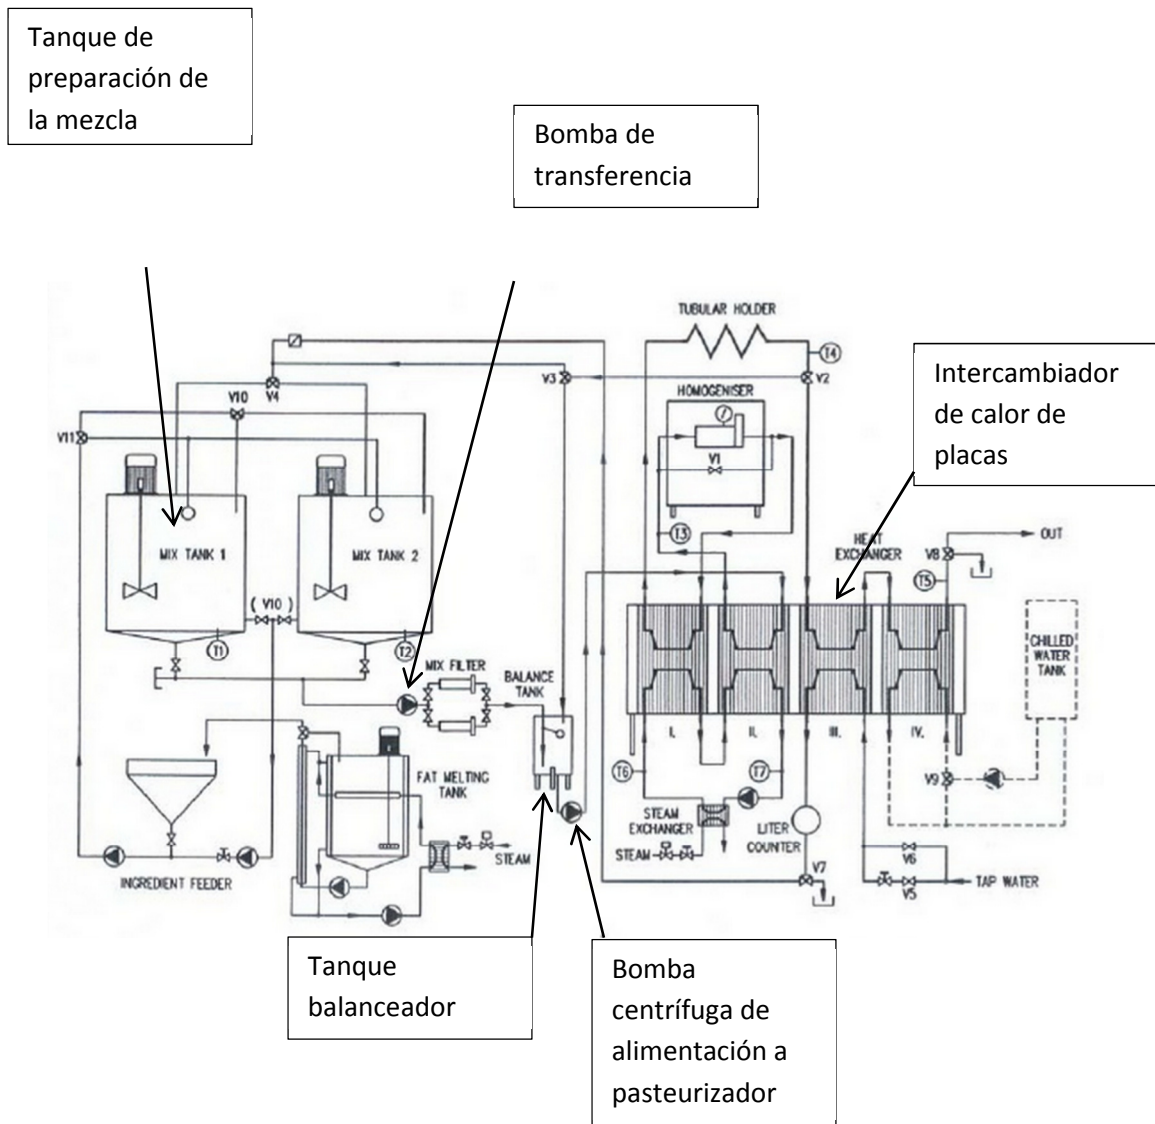 Tanque de
preparación de
la mezcla
Bomba de
transferencia
TUBULAR HOLDER
T4
V3
V2
V10
V4
HOMOGENISER
V1
Intercambiador
de calor de
placas
V11
MIX TANK 1
MIX TANK 2
T3
HEAT
EXCHANGER
V8
OUT
T5
(V10)
T1
T2
MIX FILTER
BALANCE
TANK
CHILLED
WATER
TANK
I.
II.
III.
IV.
FAT MELTING
TANK
T6
T7
V9
STEAM
EXCHANGER
LITER
COUNTER
STEAM
STEAM
V6
V7
V5
TAP WATER
INGREDIENT FEEDER
Tanque
balanceador
Bomba
centrífuga de
alimentación a
pasteurizador